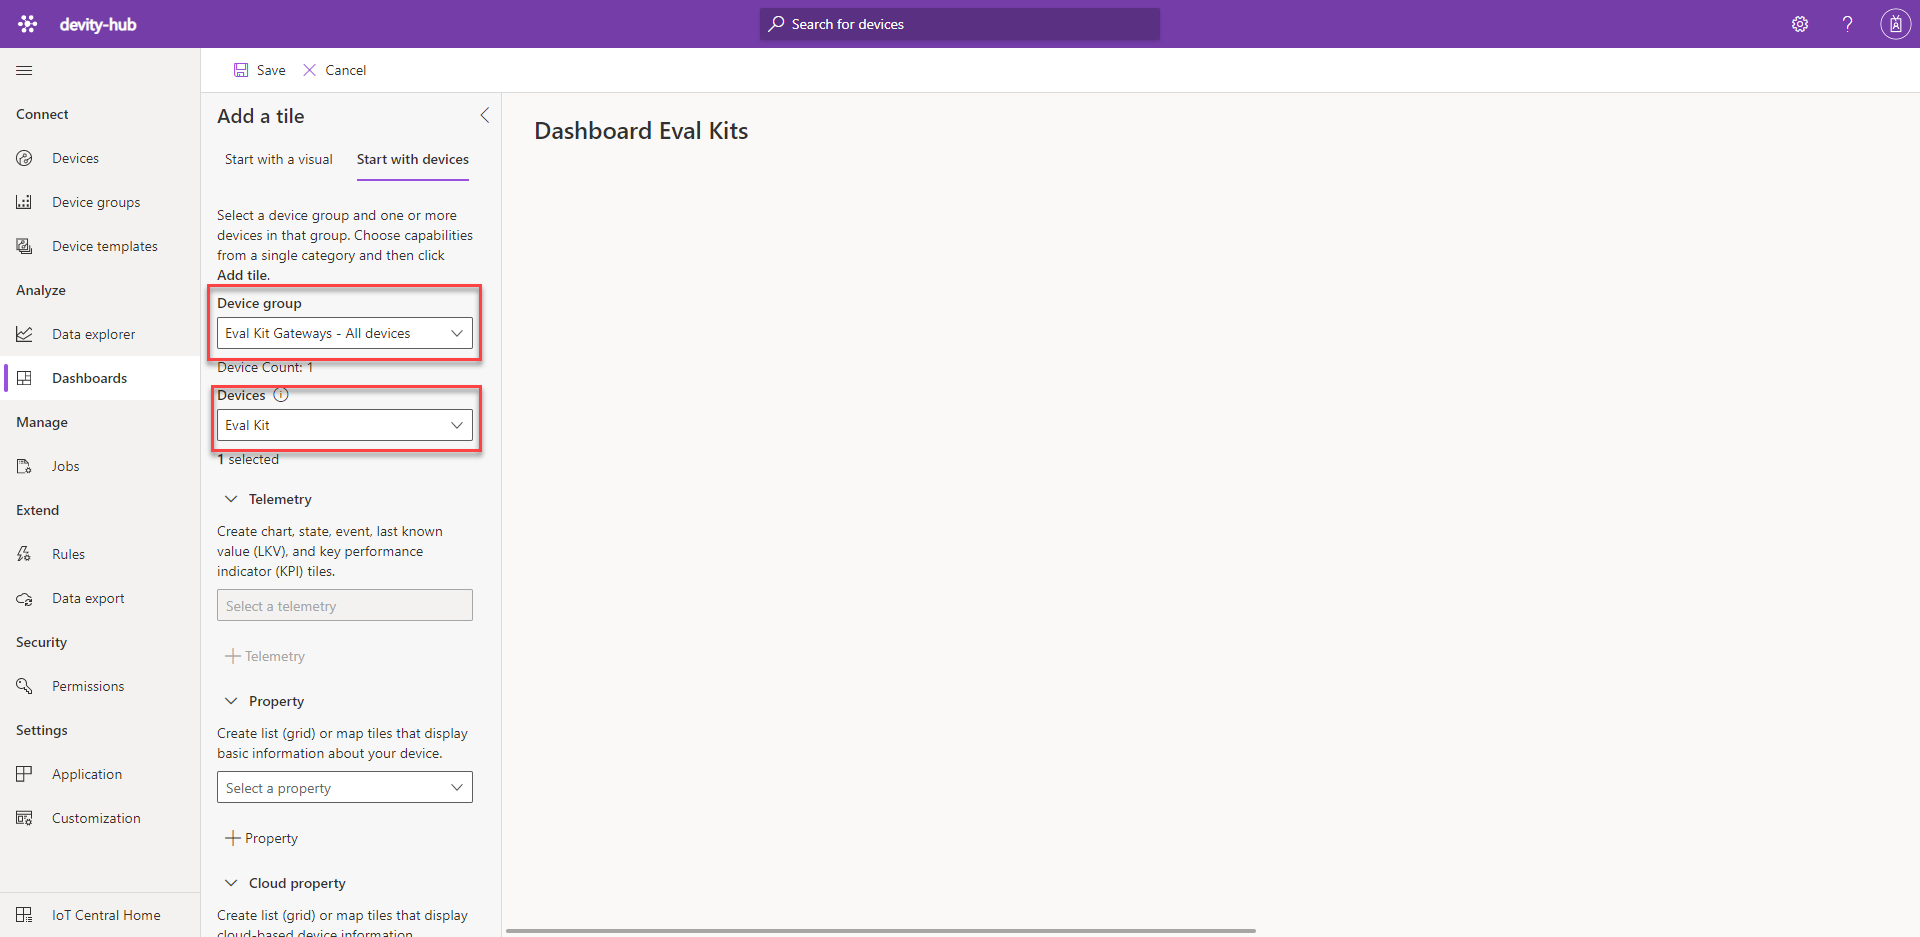 devity-hub
Search for devices
Save
Cancel
Connect
Devices
Device groups
Device templates
Analyze
Data explorer
Dashboards
Manage
Jobs
Extend
Rules
Data export
Security
Permissions
Settings
Application
Customization
IoT Central Home
Add a tile
Start with a visual
Start with devices
Select a device group and one or more
devices in that group. Choose capabilities
from a single category and then click
Add tile.
Device group
Eval Kit Gateways - All devices
Device Count: 1
Devices
Eval Kit
1 selected
Telemetry
Create chart, state, event, last known
value (LKV), and key performance
indicator (KPI) tiles.
Select a telemetry
Telemetry
Property
Create list (grid) or map tiles that display
basic information about your device.
Select a property
Property
Cloud property
Create list (grid) or map tiles that display
cloud-based device information
Dashboard Eval Kits